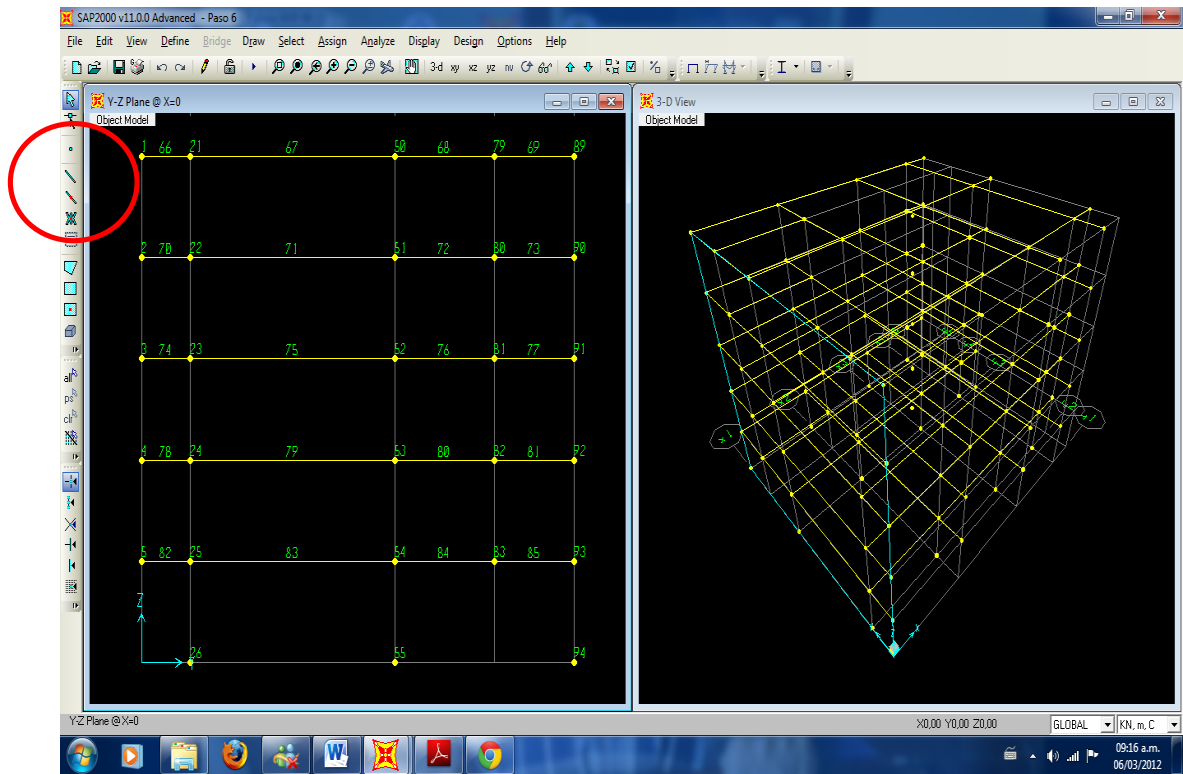 SAP2000 v11.0.0 Advanced - Paso 6
File Edit View Define Bridge Draw Select Assign Analyze Display Design Options Help
3-d xy xz yz nv
Y-Z Plane @ X=0
Object Model
1 66 21 67 50 68 79 69 89
2 70 22 71 51 72 80 73 90
3 74 23 75 52 76 81 77 91
4 78 24 79 53 80 82 81 92
5 82 25 83 54 84 83 85 93
Z
26 55 94
3-D View
Object Model
X
all
ps
clr
Y-Z Plane @ X=0
X0,00 Y0,00 Z0,00
GLOBAL
KN, m, C
09:16 a.m.
06/03/2012